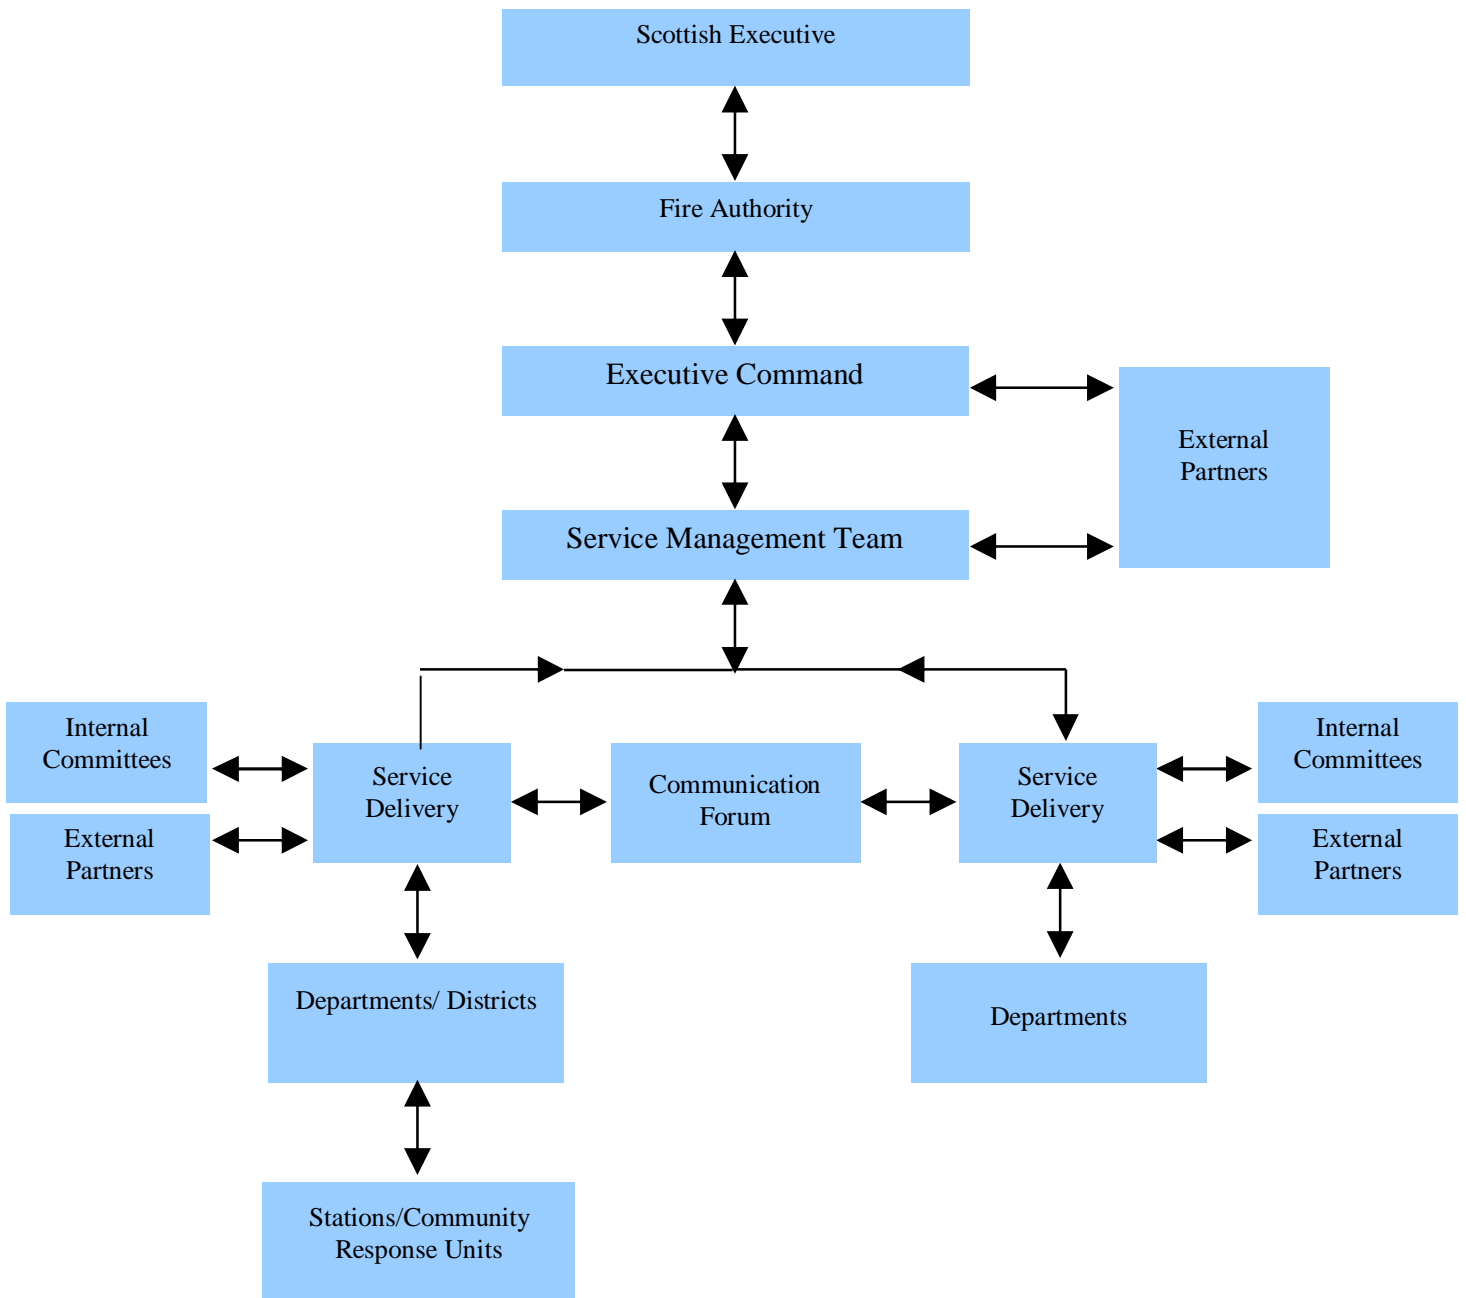 Scottish Executive
Fire Authority
Executive Command
External
Partners
Service Management Team
Internal
Committees
External
Partners
Service
Delivery
Communication
Forum
Service
Delivery
Internal
Committees
External
Partners
Departments/ Districts
Departments
Stations/Community
Response Units